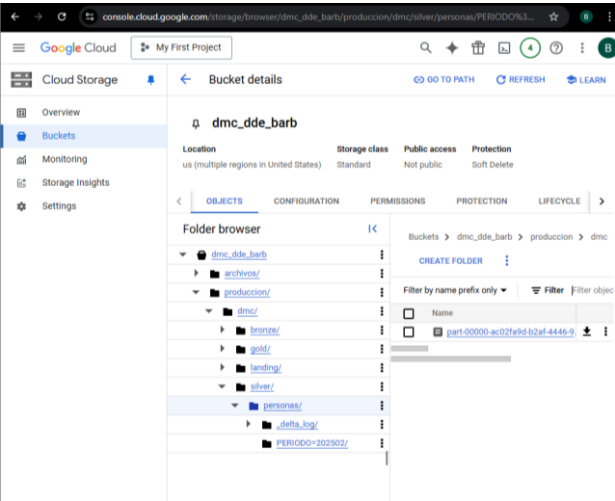 console.cloud.google.com/storage/browser/dmc_dde_barb/produccion/dmc/silver/personas/PERIODO%3...
B
Google Cloud
My First Project
4
B
Cloud Storage
Bucket details
GO TO PATH
REFRESH
LEARN
Overview
Buckets
Monitoring
Storage Insights
Settings
dmc_dde_barb
Location Storage class Public access Protection
us (multiple regions in United States) Standard Not public Soft Delete
OBJECTS CONFIGURATION PERMISSIONS PROTECTION LIFECYCLE
Folder browser
dmc_dde_barb
archivos/
produccion/
dmc/
bronze/
gold/
landing/
silver/
personas/
_delta_log/
PERIODO=202502/
Buckets > dmc_dde_barb > produccion > dmc
CREATE FOLDER
Filter by name prefix only Filter Filter objec
Name
part-00000-ac02fa9d-b2af-4446-9